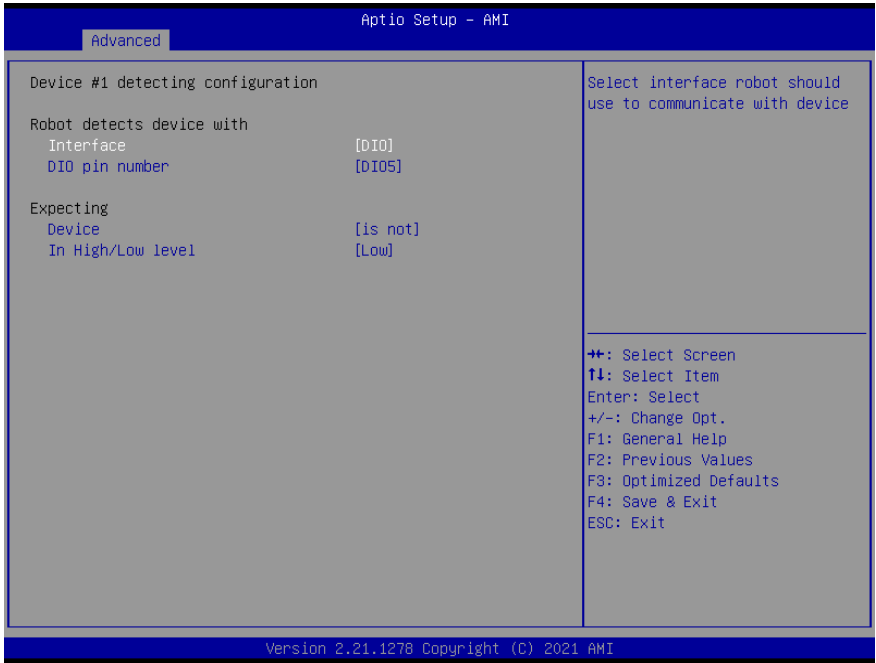 Aptio Setup – AMI
Advanced
Device #1 detecting configuration
Robot detects device with
Interface [DIO]
DIO pin number [DIO5]
Expecting
Device [is not]
In High/Low level [Low]
Select interface robot should
use to communicate with device
→←: Select Screen
↑↓: Select Item
Enter: Select
+/-: Change Opt.
F1: General Help
F2: Previous Values
F3: Optimized Defaults
F4: Save & Exit
ESC: Exit
Version 2.21.1278 Copyright (C) 2021 AMI